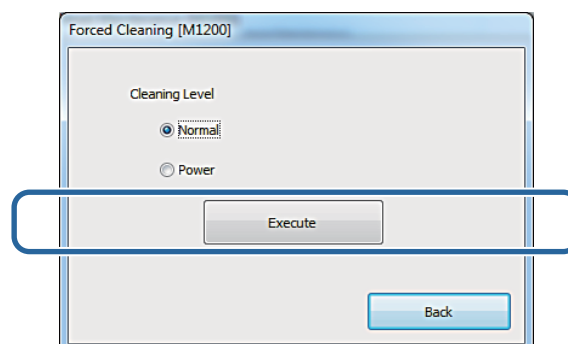 Forced Cleaning [M1200]
Cleaning Level
Normal
Power
Execute
Back